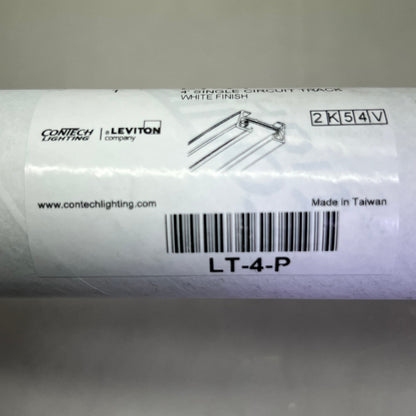 4' SINGLE CIRCUIT TRACK
WHITE FINISH
2K54V
CONTECH LIGHTING | a LEVITON company
www.contechlighting.com
Made in Taiwan
LT-4-P